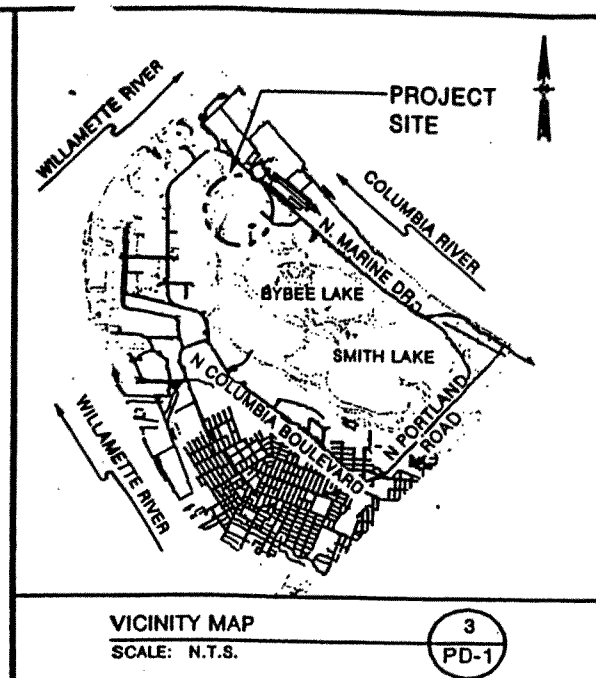 WILLAMETTE RIVER
PROJECT
SITE
COLUMBIA RIVER
N. MARINE DR.
BYBEE LAKE
SMITH LAKE
N COLUMBIA BOULEVARD
N PORTLAND
ROAD
WILLAMETTE RIVER
VICINITY MAP
SCALE: N.T.S.
3
PD-1